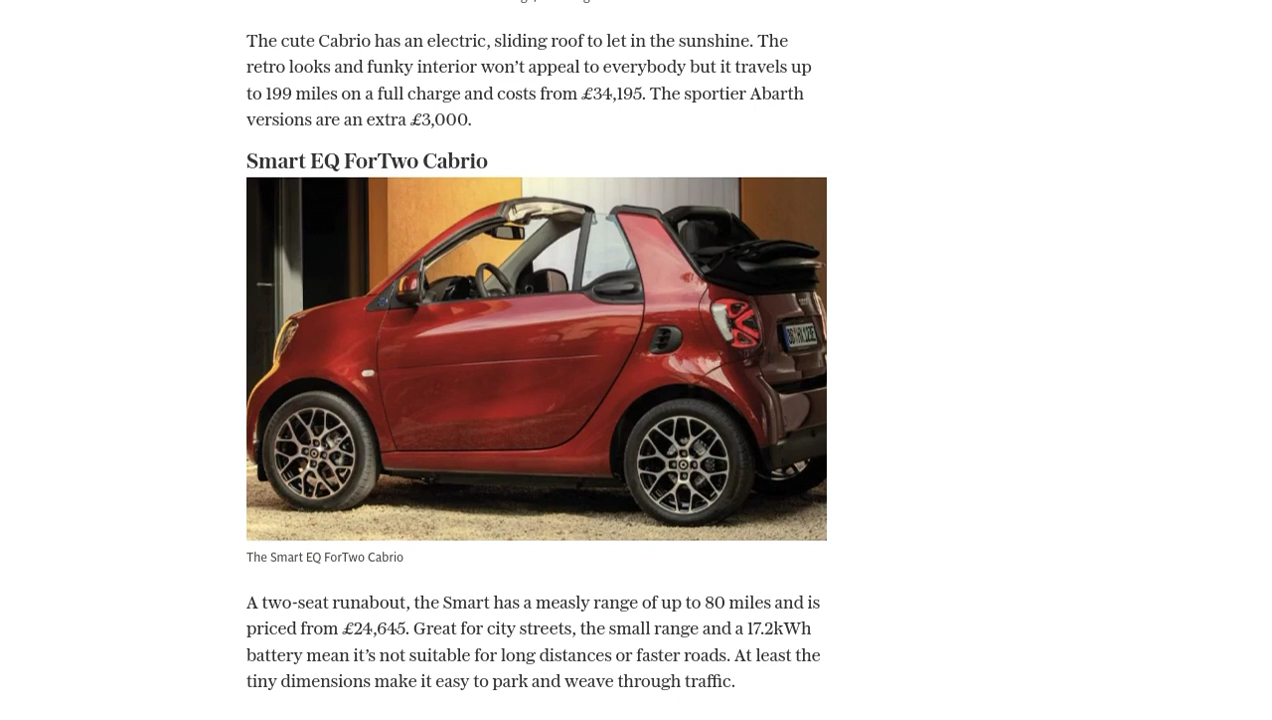 The cute Cabrio has an electric, sliding roof to let in the sunshine. The
retro looks and funky interior won’t appeal to everybody but it travels up
to 199 miles on a full charge and costs from £34,195. The sportier Abarth
versions are an extra £3,000.
Smart EQ ForTwo Cabrio
The Smart EQ ForTwo Cabrio
A two-seat runabout, the Smart has a measly range of up to 80 miles and is
priced from £24,645. Great for city streets, the small range and a 17.2kWh
battery mean it’s not suitable for long distances or faster roads. At least the
tiny dimensions make it easy to park and weave through traffic.